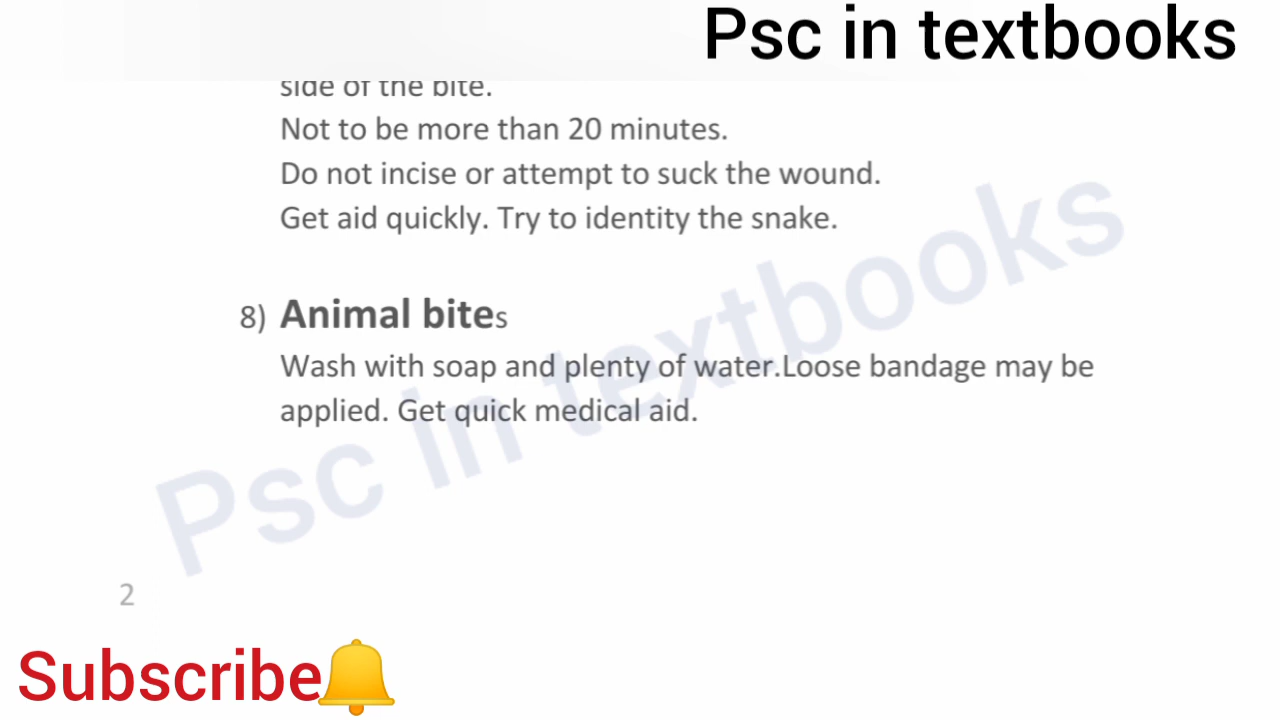 Psc in textbooks
side of the bite.
Not to be more than 20 minutes.
Do not incise or attempt to suck the wound.
Get aid quickly. Try to identity the snake.
8) Animal bites
Wash with soap and plenty of water.Loose bandage may be
applied. Get quick medical aid.
Psc in textbooks
2
Subscribe